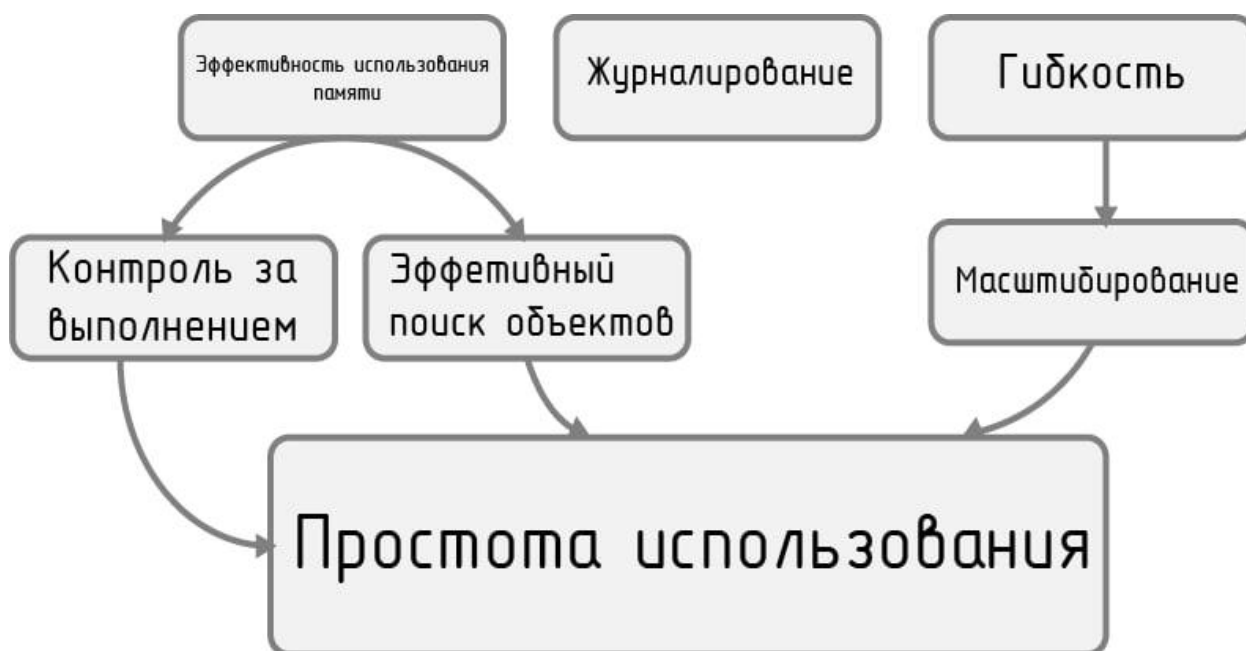 Эффективность использования
памяти
Журналирование
Гибкость
Контроль за
выполнением
Эффетивный
поиск объектов
Масштибирование
Простота использования